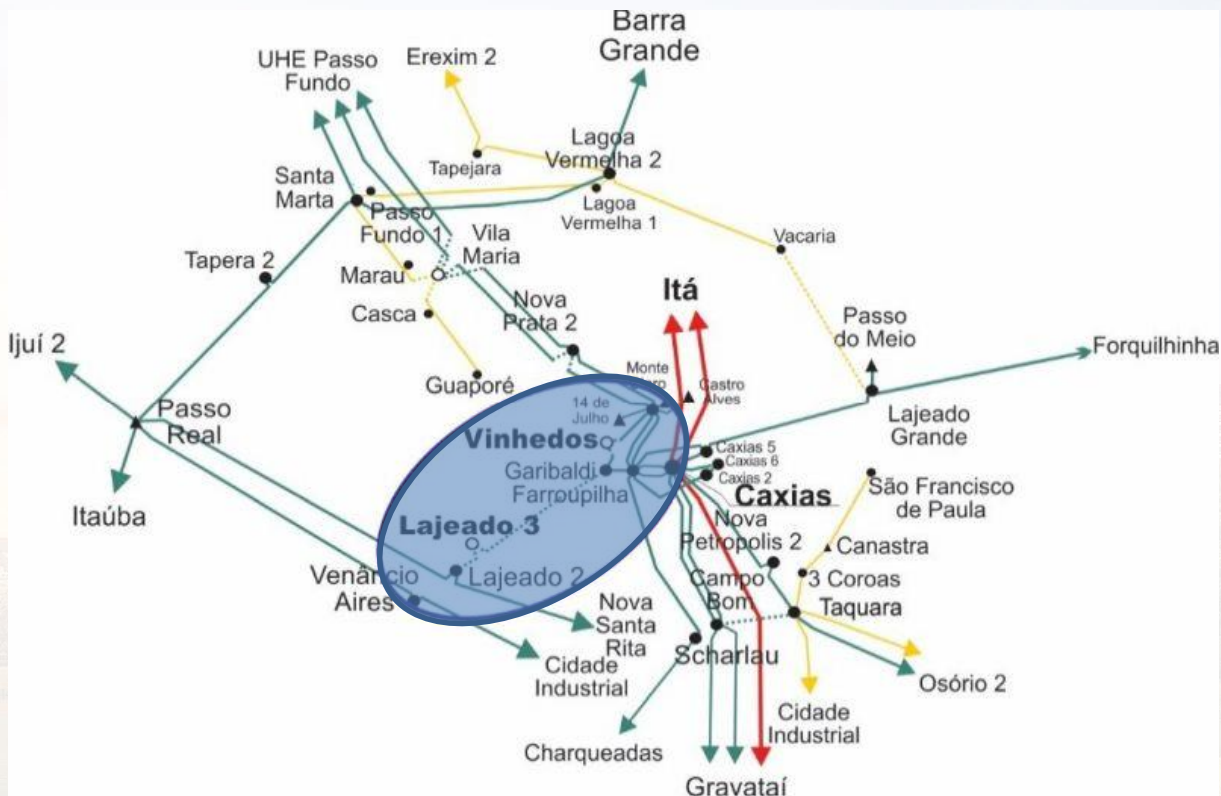 Barra
Grande
UHE Passo
Fundo
Erexim 2
Lagoa
Vermelha 2
Tapejara
Santa
Marta
Lagoa
Vermelha 1
Passo
Fundo 1
Vila
Maria
Vacaria
Tapera 2
Marau
Itá
Nova
Prata 2
Casca
Passo
do Meio
Ijuí 2
Forquilhinha
Guaporé
Monte
Castro
Alves
14 de
Julho
Passo
Real
Lajeado
Grande
Vinhedos
Caxias 5
Caxias 6
Caxias 2
Garibaldi
Farroupilha
São Francisco
de Paula
Caxias
Itaúba
Lajeado 3
Nova
Petropolis 2
Canastra
Venâncio
Aires
Lajeado 2
Campo
Bom
3 Coroas
Taquara
Nova
Santa
Rita
Scharlau
Cidade
Industrial
Osório 2
Cidade
Industrial
Charqueadas
Gravataí